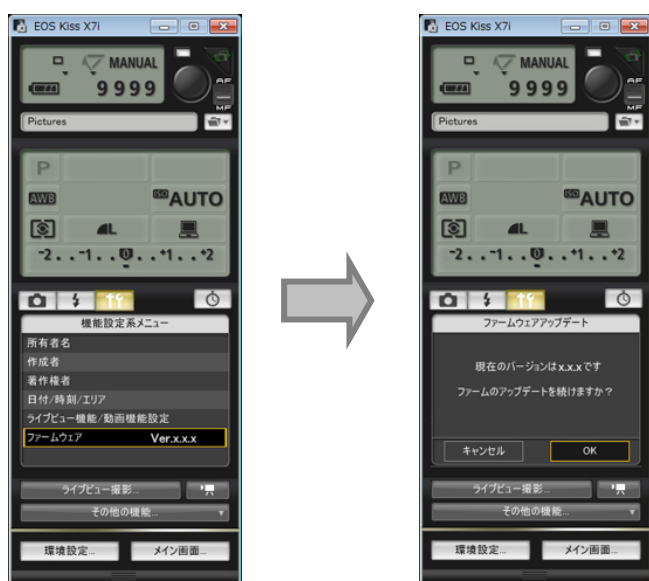 EOS Kiss X7i
MANUAL
9999
AF
MF
Pictures
P
AWB
ISO AUTO
L
-2..-1..0..+1..+2
機能設定系メニュー
所有者名
作成者
著作権者
日付/時刻/エリア
ライブビュー機能/動画機能設定
ファームウェア Ver.x.x.x
ライブビュー撮影...
その他の機能...
環境設定...
メイン画面...
EOS Kiss X7i
MANUAL
9999
AF
MF
Pictures
P
AWB
ISO AUTO
L
-2..-1..0..+1..+2
ファームウェアアップデート
現在のバージョンはx.x.xです
ファームのアップデートを続けますか？
キャンセル
OK
ライブビュー撮影...
その他の機能...
環境設定...
メイン画面...